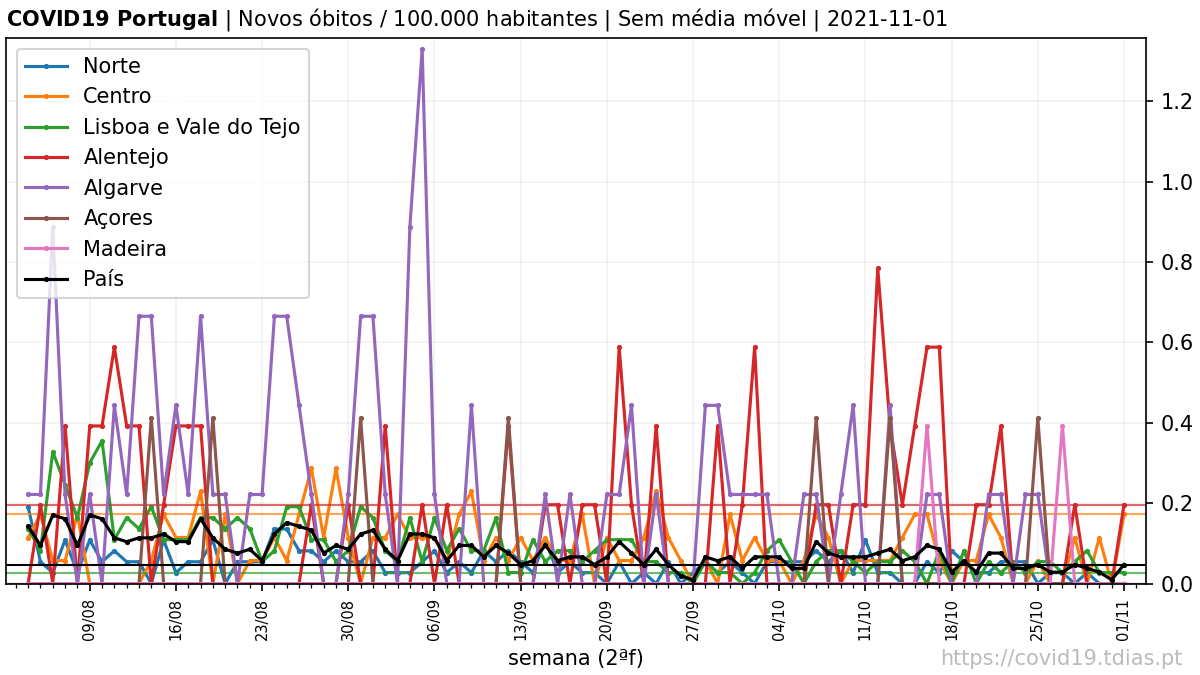 COVID19 Portugal | Novos óbitos / 100.000 habitantes | Sem média móvel | 2021-11-01
Norte
Centro
Lisboa e Vale do Tejo
Alentejo
Algarve
Açores
Madeira
País
1.2
1.0
0.8
0.6
0.4
0.2
0.0
09/08
16/08
23/08
30/08
06/09
13/09
20/09
27/09
04/10
11/10
18/10
25/10
01/11
semana (2ªf)
https://covid19.tdias.pt